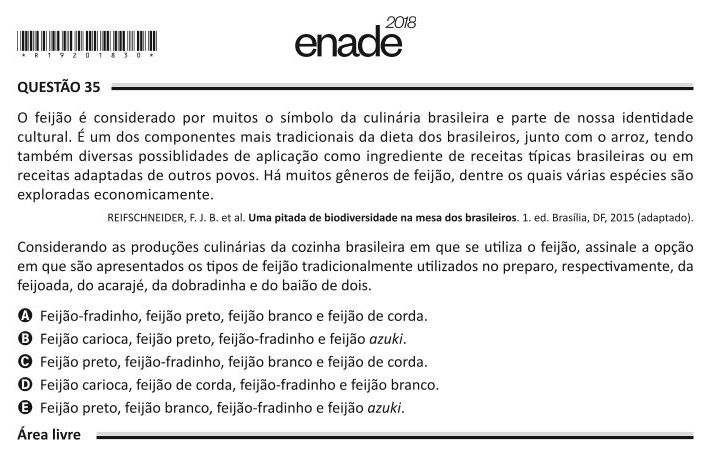 2018
enade
*R19201830*
QUESTÃO 35
O feijão é considerado por muitos o símbolo da culinária brasileira e parte de nossa identidade
cultural. É um dos componentes mais tradicionais da dieta dos brasileiros, junto com o arroz, tendo
também diversas possiblidades de aplicação como ingrediente de receitas típicas brasileiras ou em
receitas adaptadas de outros povos. Há muitos gêneros de feijão, dentre os quais várias espécies são
exploradas economicamente.
REIFSCHNEIDER, F. J. B. et al. Uma pitada de biodiversidade na mesa dos brasileiros. 1. ed. Brasília, DF, 2015 (adaptado).
Considerando as produções culinárias da cozinha brasileira em que se utiliza o feijão, assinale a opção
em que são apresentados os tipos de feijão tradicionalmente utilizados no preparo, respectivamente, da
feijoada, do acarajé, da dobradinha e do baião de dois.
A Feijão-fradinho, feijão preto, feijão branco e feijão de corda.
B Feijão carioca, feijão preto, feijão-fradinho e feijão azuki.
C Feijão preto, feijão-fradinho, feijão branco e feijão de corda.
D Feijão carioca, feijão de corda, feijão-fradinho e feijão branco.
E Feijão preto, feijão branco, feijão-fradinho e feijão azuki.
Área livre